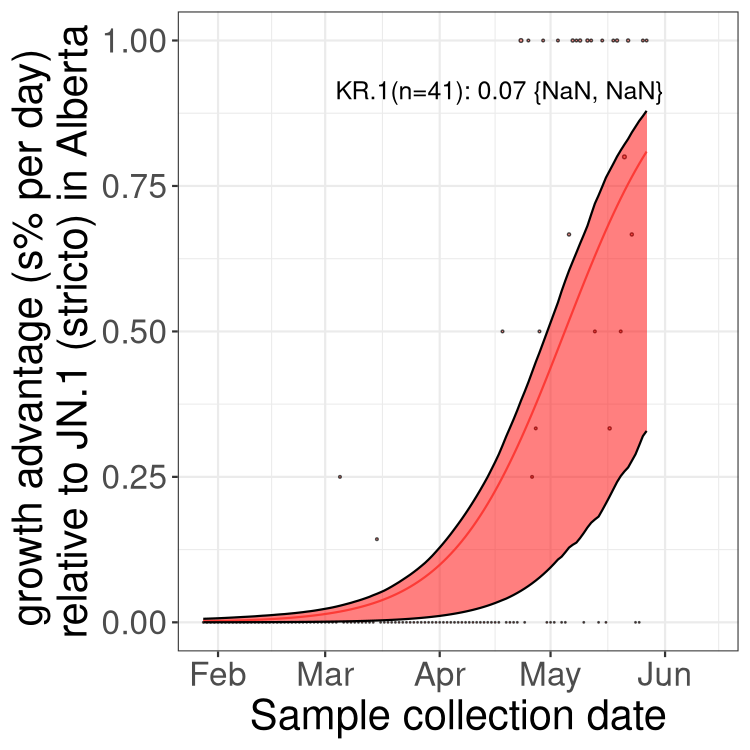 growth advantage (s% per day)
relative to JN.1 (stricto) in Alberta
1.00
0.75
0.50
0.25
0.00
KR.1(n=41): 0.07 {NaN, NaN}
Feb Mar Apr May Jun
Sample collection date